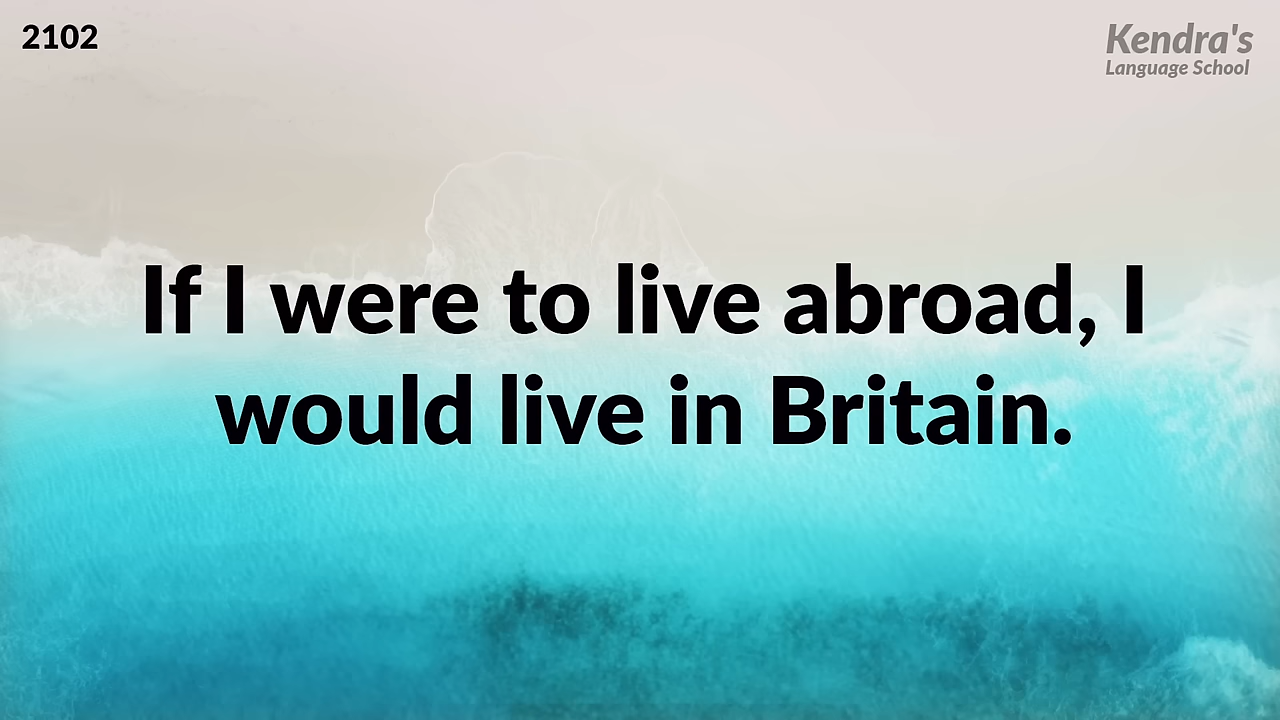 2102
Kendra's
Language School
If I were to live abroad, I
would live in Britain.